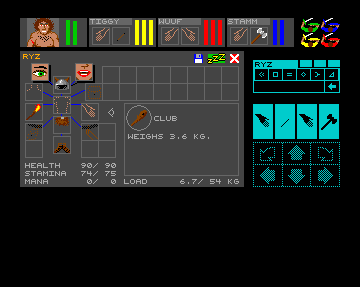 TIGGY
WUUF
STAMM
RYZ
ZZZ
RYZ
CLUB
WEIGHS 3.6 KG.
HEALTH 90/ 90
STAMINA 74/ 75
MANA 0/ 0
LOAD 6.7/ 54 KG